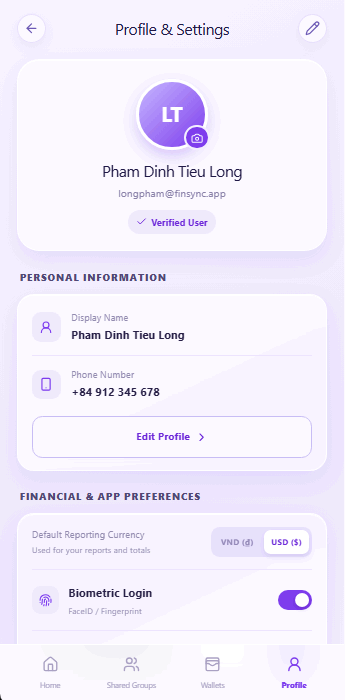 Profile & Settings
LT
Pham Dinh Tieu Long
longpham@finsync.app
Verified User
PERSONAL INFORMATION
Display Name
Pham Dinh Tieu Long
Phone Number
+84 912 345 678
Edit Profile
FINANCIAL & APP PREFERENCES
Default Reporting Currency
Used for your reports and totals
VND (₫) USD ($)
Biometric Login
FaceID / Fingerprint
Home Shared Groups Wallets Profile